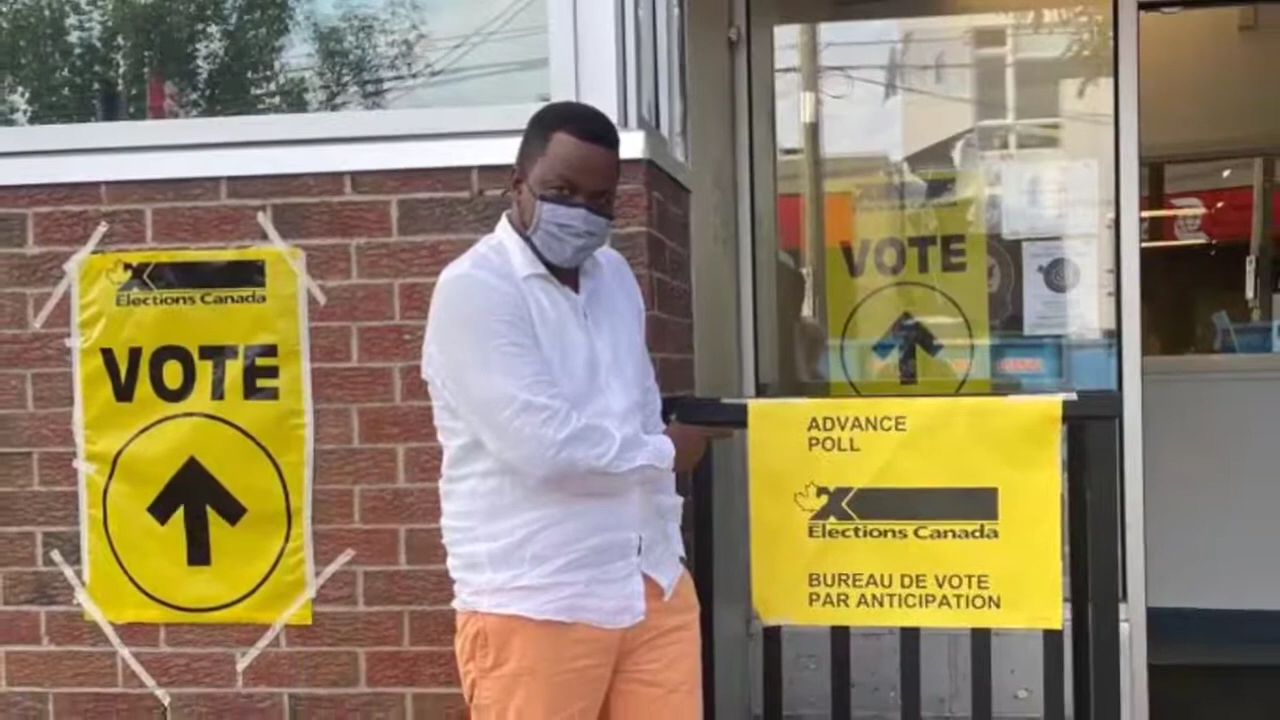 Elections Canada
VOTE
VOTE
ADVANCE
POLL
Elections Canada
BUREAU DE VOTE
PAR ANTICIPATION